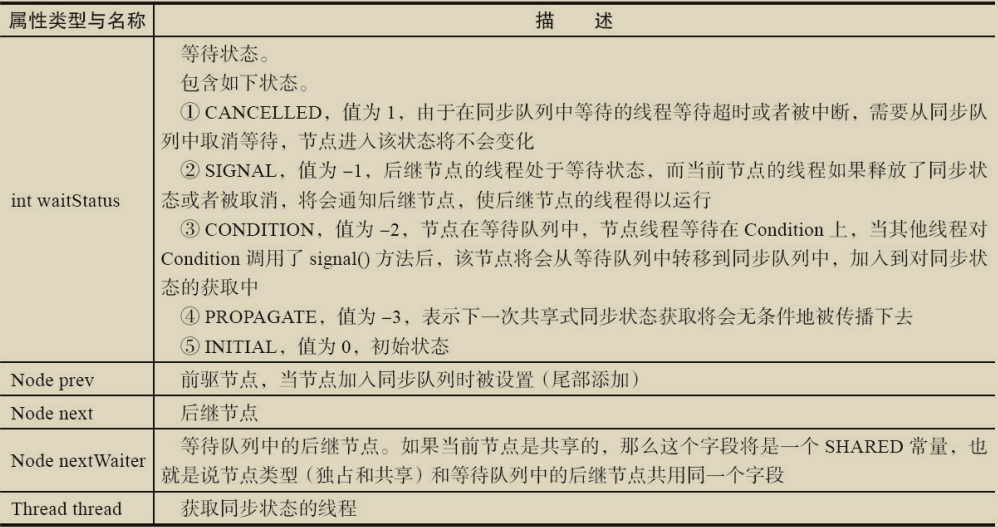 属性类型与名称 描 述
int waitStatus
等待状态。
包含如下状态。
① CANCELLED，值为 1，由于在同步队列中等待的线程等待超时或者被中断，需要从同步队
列中取消等待，节点进入该状态将不会变化
② SIGNAL，值为 –1，后继节点的线程处于等待状态，而当前节点的线程如果释放了同步状
态或者被取消，将会通知后继节点，使后继节点的线程得以运行
③ CONDITION，值为 –2，节点在等待队列中，节点线程等待在 Condition 上，当其他线程对
Condition 调用了 signal() 方法后，该节点将会从等待队列中转移到同步队列中，加入到对同步状
态的获取中
④ PROPAGATE，值为 –3，表示下一次共享式同步状态获取将会无条件地被传播下去
⑤ INITIAL，值为 0，初始状态
Node prev 前驱节点，当节点加入同步队列时被设置（尾部添加）
Node next 后继节点
Node nextWaiter
等待队列中的后继节点。如果当前节点是共享的，那么这个字段将是一个 SHARED 常量，也
就是说节点类型（独占和共享）和等待队列中的后继节点共用同一个字段
Thread thread 获取同步状态的线程